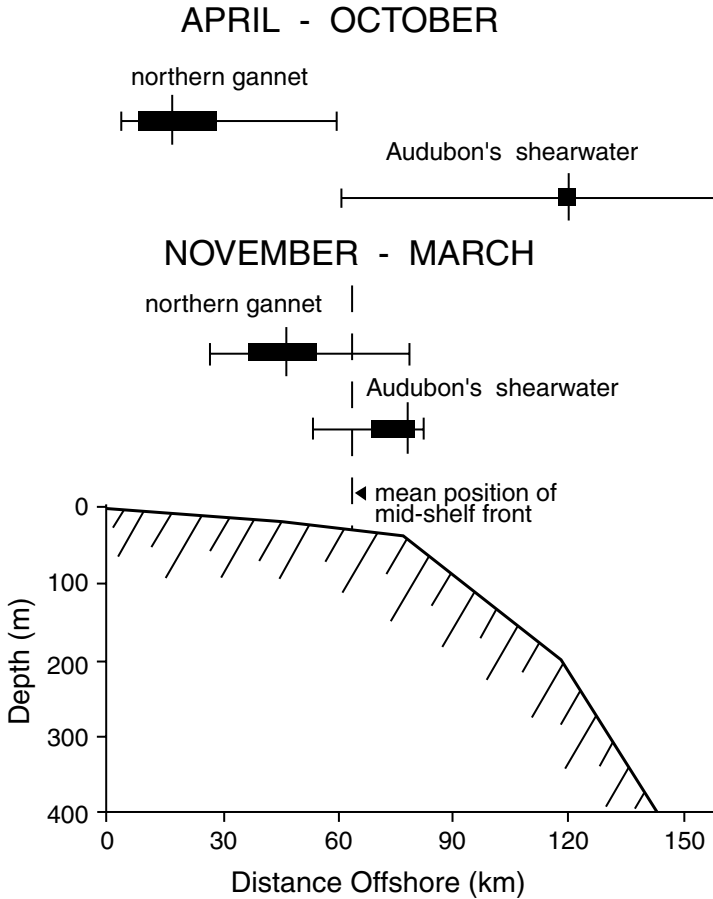 APRIL - OCTOBER
northern gannet
Audubon's shearwater
NOVEMBER - MARCH
northern gannet
Audubon's shearwater
mean position of
mid-shelf front
0
100
200
300
400
Depth (m)
0 30 60 90 120 150
Distance Offshore (km)